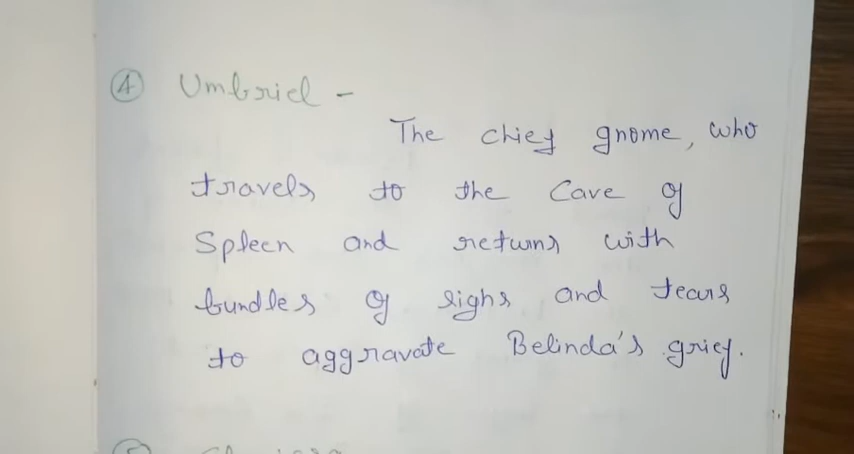 ④ Umbriel -
The chief gnome, who
travels to the Cave of
Spleen and returns with
bundles of sighs and tears
to aggravate Belinda's grief.